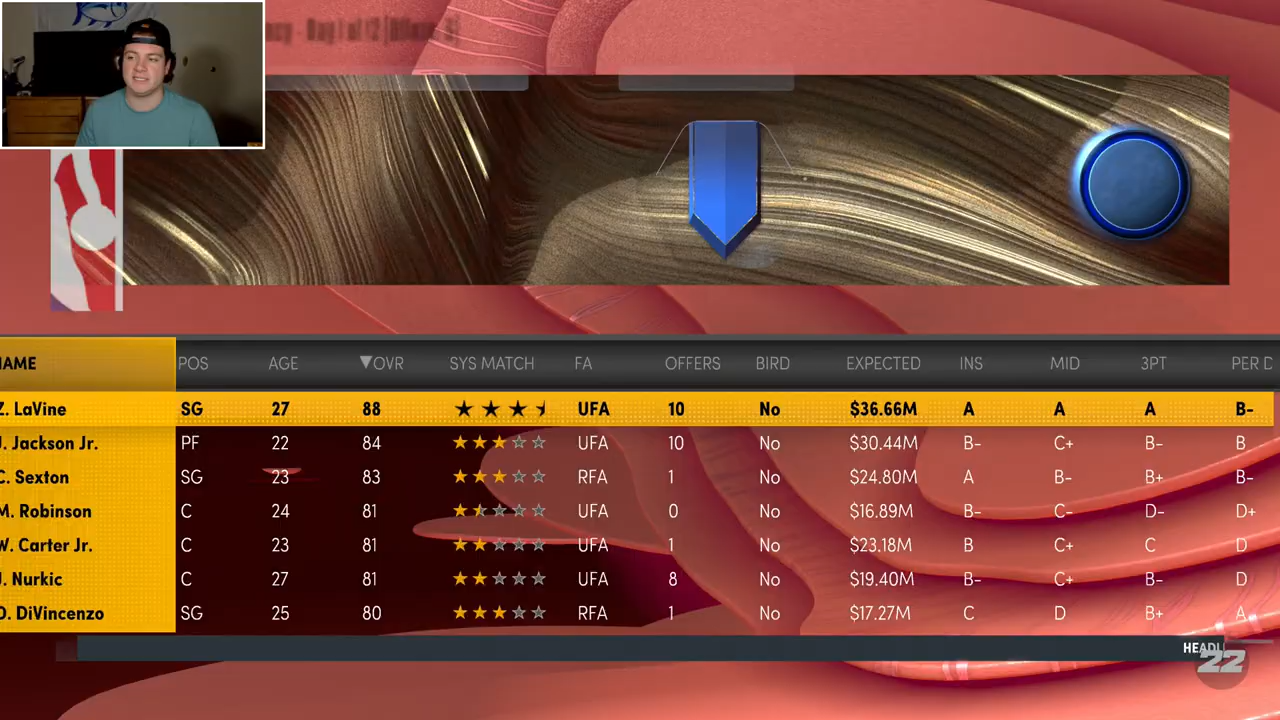 NAME POS AGE ▼OVR SYS MATCH FA OFFERS BIRD EXPECTED INS MID 3PT PER D
Z. LaVine SG 27 88 UFA 10 No $36.66M A A A B-
J. Jackson Jr. PF 22 84 UFA 10 No $30.44M B- C+ B- B
C. Sexton SG 23 83 RFA 1 No $24.80M A B- B+ B-
M. Robinson C 24 81 UFA 0 No $16.89M B- C- D- D+
W. Carter Jr. C 23 81 UFA 1 No $23.18M B C+ C D
J. Nurkic C 27 81 UFA 8 No $19.40M B- C+ B- D
D. DiVincenzo SG 25 80 RFA 1 No $17.27M C D B+ A
HEADL
22